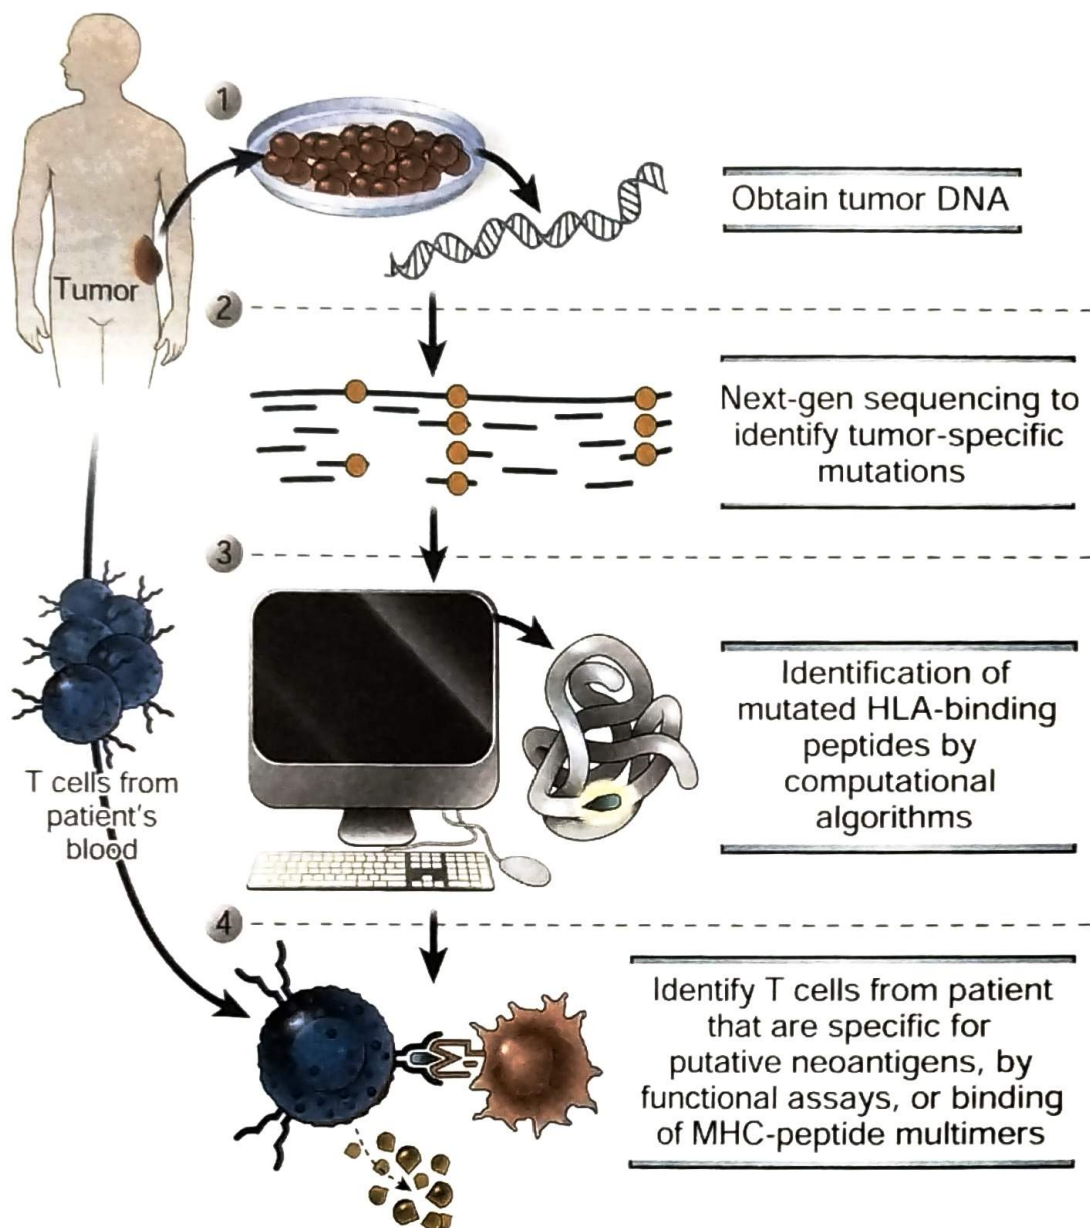 1
Obtain tumor DNA
Tumor
2
Next-gen sequencing to
identify tumor-specific
mutations
3
Identification of
mutated HLA-binding
peptides by
computational
algorithms
T cells from
patient's
blood
4
Identify T cells from patient
that are specific for
putative neoantigens, by
functional assays, or binding
of MHC-peptide multimers